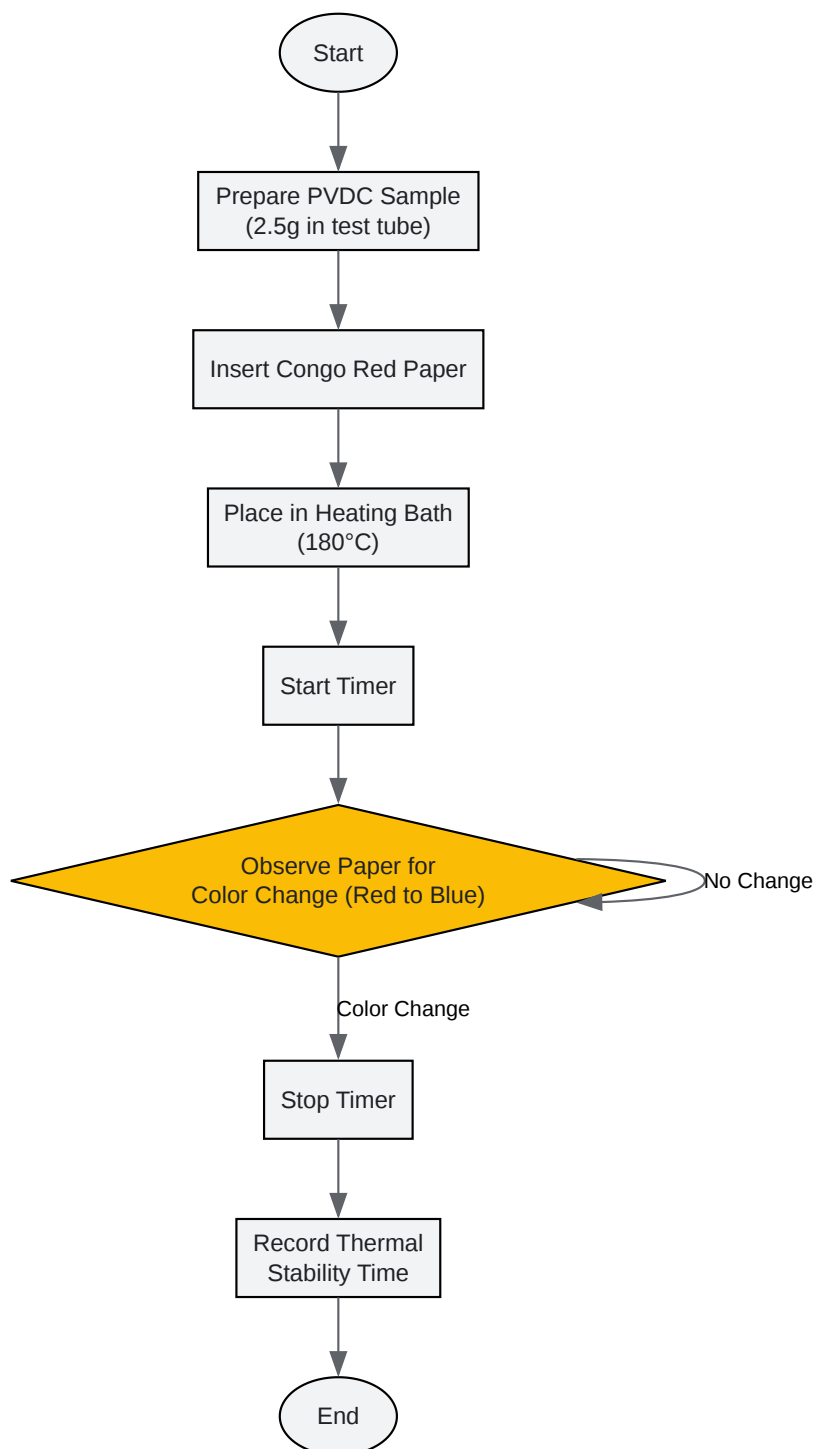 Start
Prepare PVDC Sample
(2.5g in test tube)
Insert Congo Red Paper
Place in Heating Bath
(180°C)
Start Timer
Observe Paper for
Color Change (Red to Blue)
No Change
Color Change
Stop Timer
Record Thermal
Stability Time
End